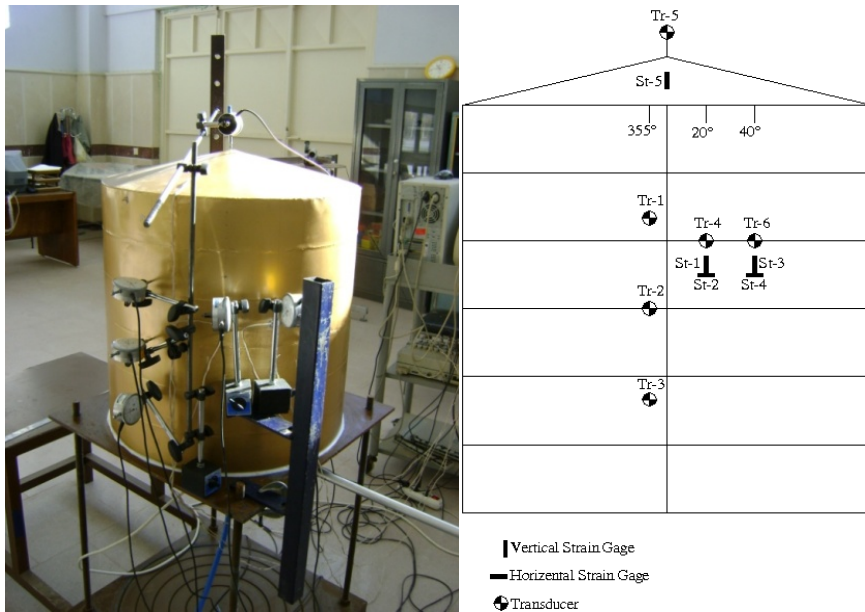 Tr-5
St-5
355° 20° 40°
Tr-1
Tr-4 Tr-6
St-1 St-3
St-2 St-4
Tr-2
Tr-3
Vertical Strain Gage
Horizental Strain Gage
Transducer